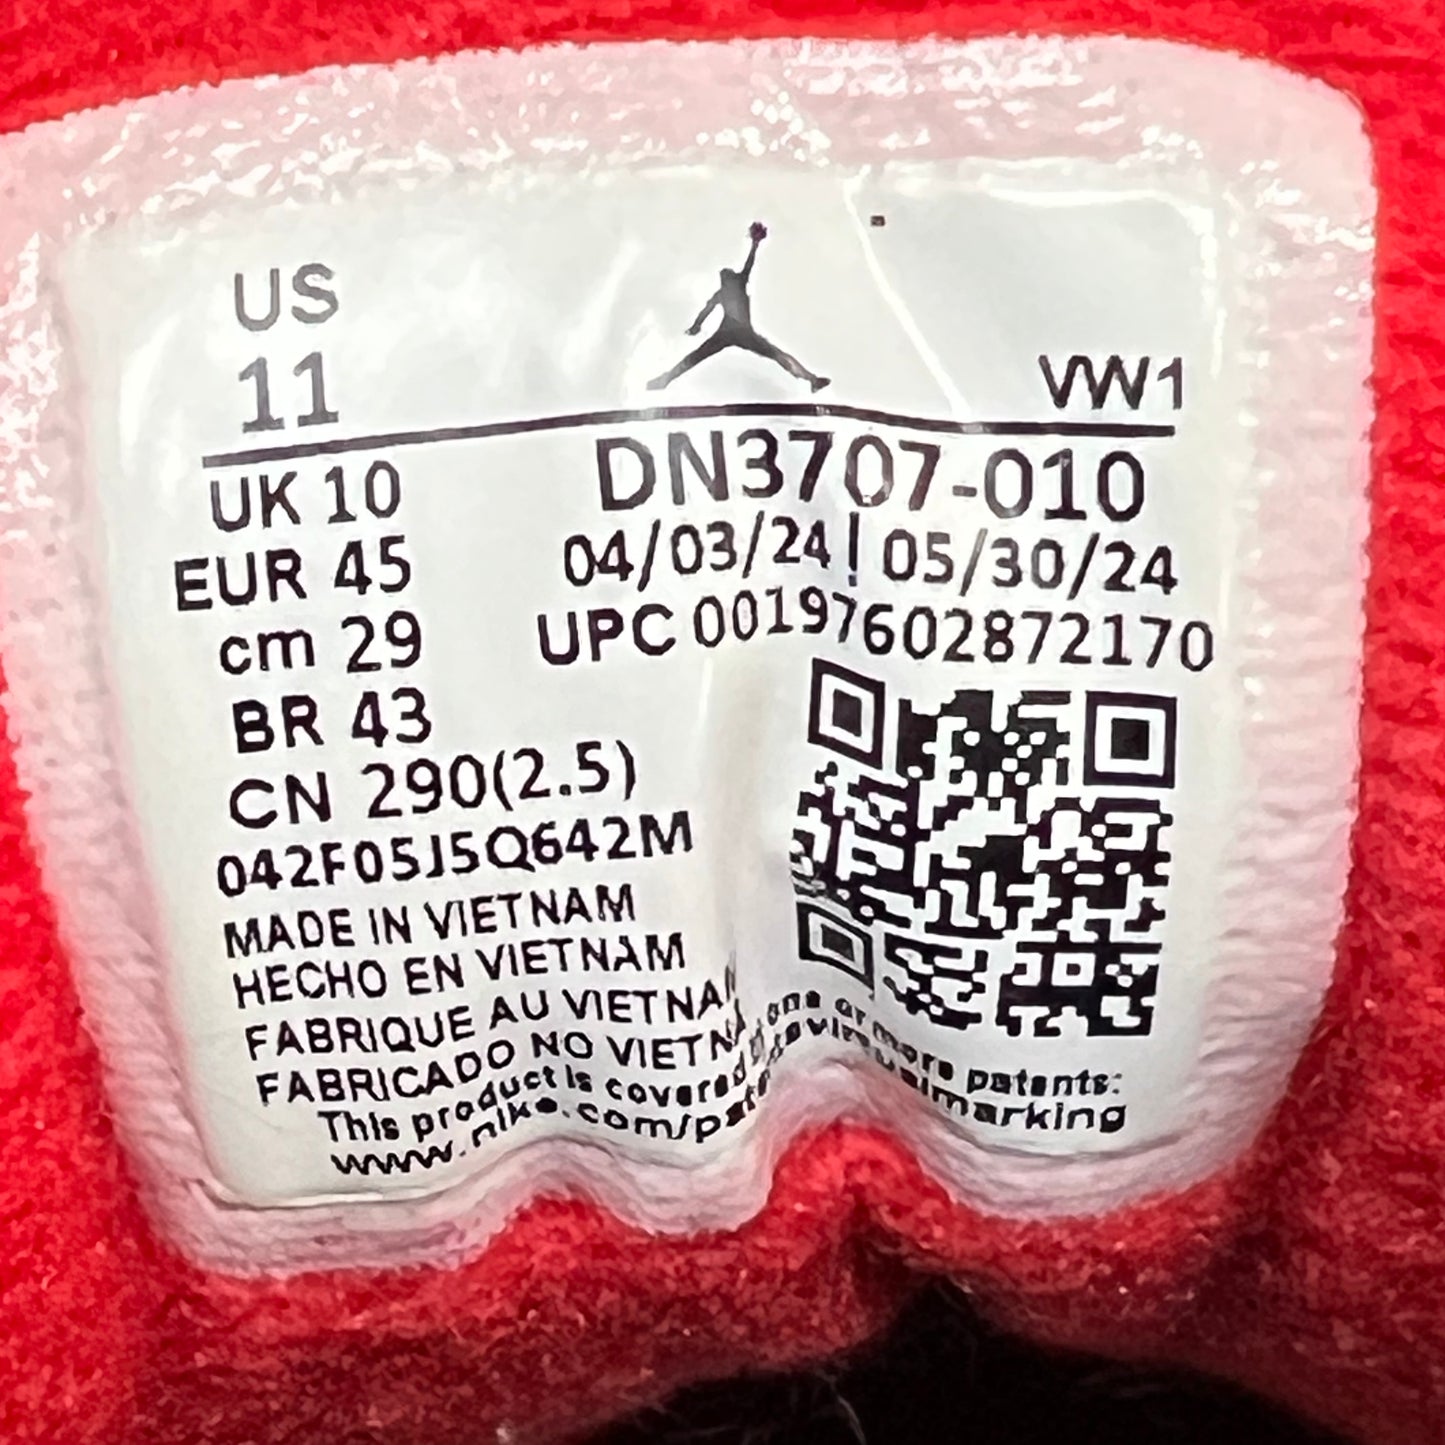 US
11
VW1
UK 10
EUR 45
cm 29
BR 43
CN 290(2.5)
042F05J5Q642M
DN3707-010
04/03/24 | 05/30/24
UPC 00197602872170
MADE IN VIETNAM
HECHO EN VIETNAM
FABRIQUE AU VIETNAM
FABRICADO NO VIETNA
This product is covered by one or more patents:
www.nike.com/patents